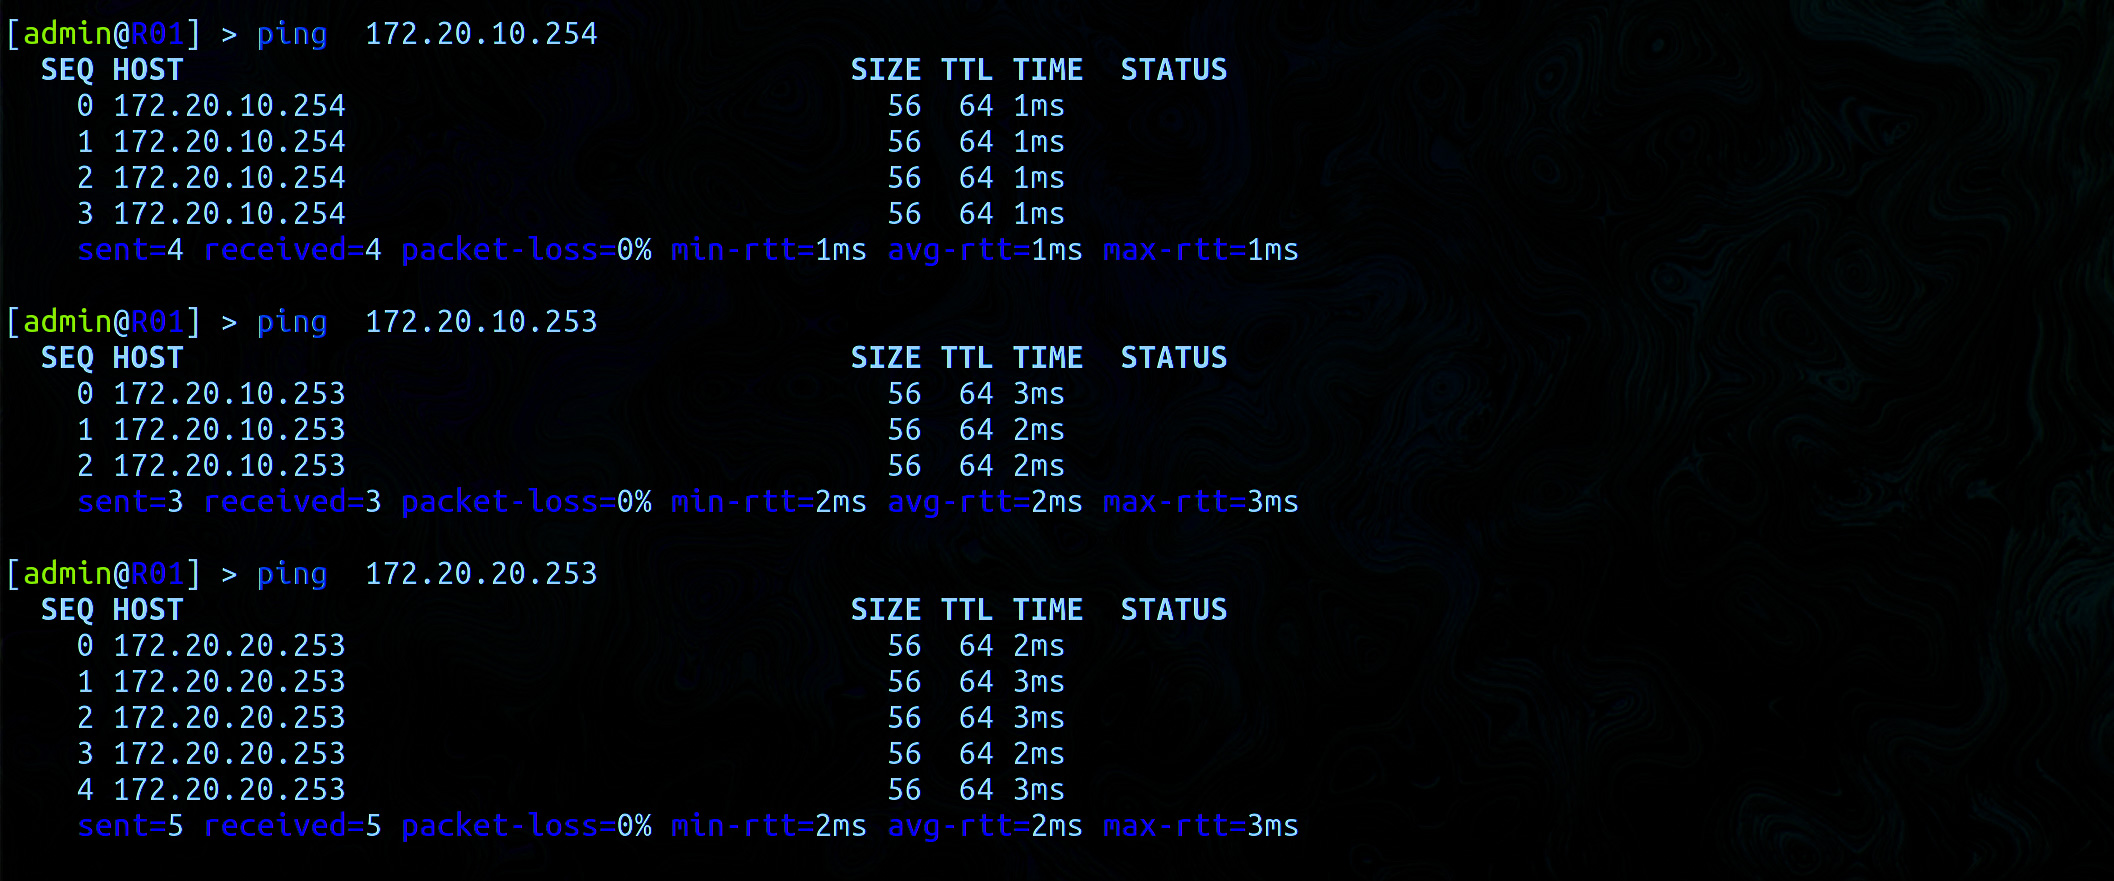 [admin@R01] > ping  172.20.10.254
  SEQ HOST                                     SIZE TTL TIME  STATUS
    0 172.20.10.254                              56  64 1ms
    1 172.20.10.254                              56  64 1ms
    2 172.20.10.254                              56  64 1ms
    3 172.20.10.254                              56  64 1ms
    sent=4 received=4 packet-loss=0% min-rtt=1ms avg-rtt=1ms max-rtt=1ms
[admin@R01] > ping  172.20.10.253
  SEQ HOST                                     SIZE TTL TIME  STATUS
    0 172.20.10.253                              56  64 3ms
    1 172.20.10.253                              56  64 2ms
    2 172.20.10.253                              56  64 2ms
    sent=3 received=3 packet-loss=0% min-rtt=2ms avg-rtt=2ms max-rtt=3ms
[admin@R01] > ping  172.20.20.253
  SEQ HOST                                     SIZE TTL TIME  STATUS
    0 172.20.20.253                              56  64 2ms
    1 172.20.20.253                              56  64 3ms
    2 172.20.20.253                              56  64 3ms
    3 172.20.20.253                              56  64 2ms
    4 172.20.20.253                              56  64 3ms
    sent=5 received=5 packet-loss=0% min-rtt=2ms avg-rtt=2ms max-rtt=3ms